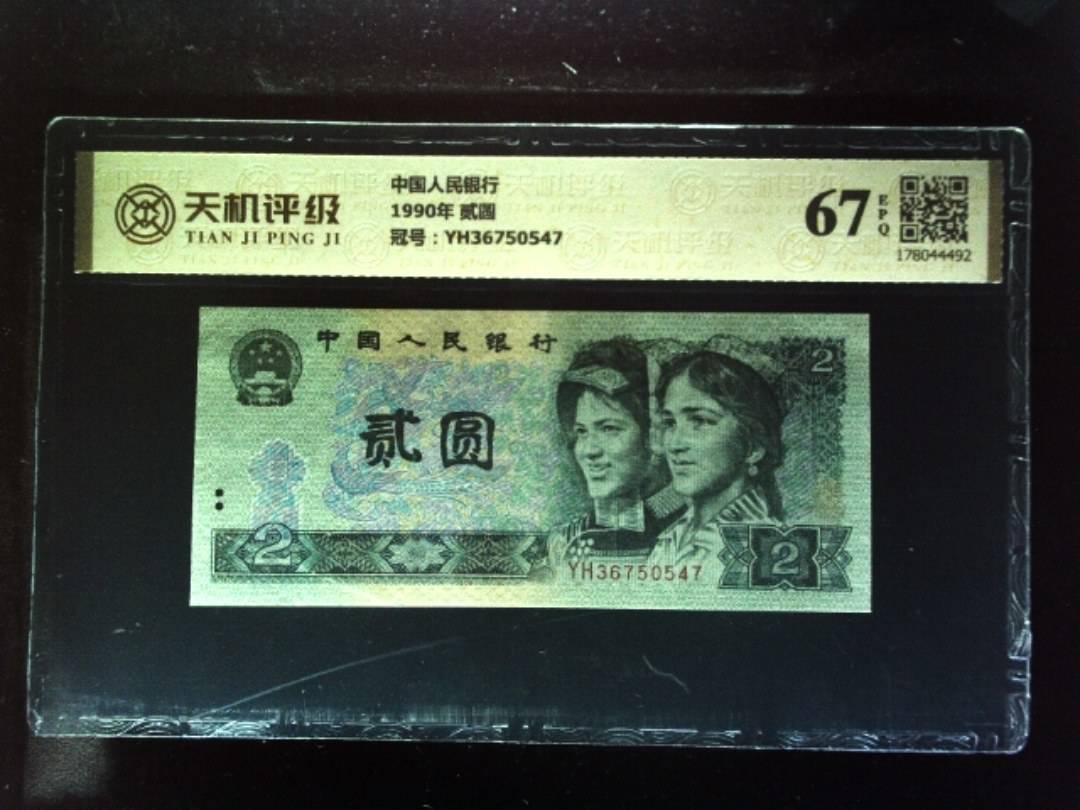 天机评级
TIAN JI PING JI
中国人民银行
1990年 贰圆
冠号：YH36750547
67
EPQ
178044492
中国人民银行
2
贰圆
2
YH36750547
2